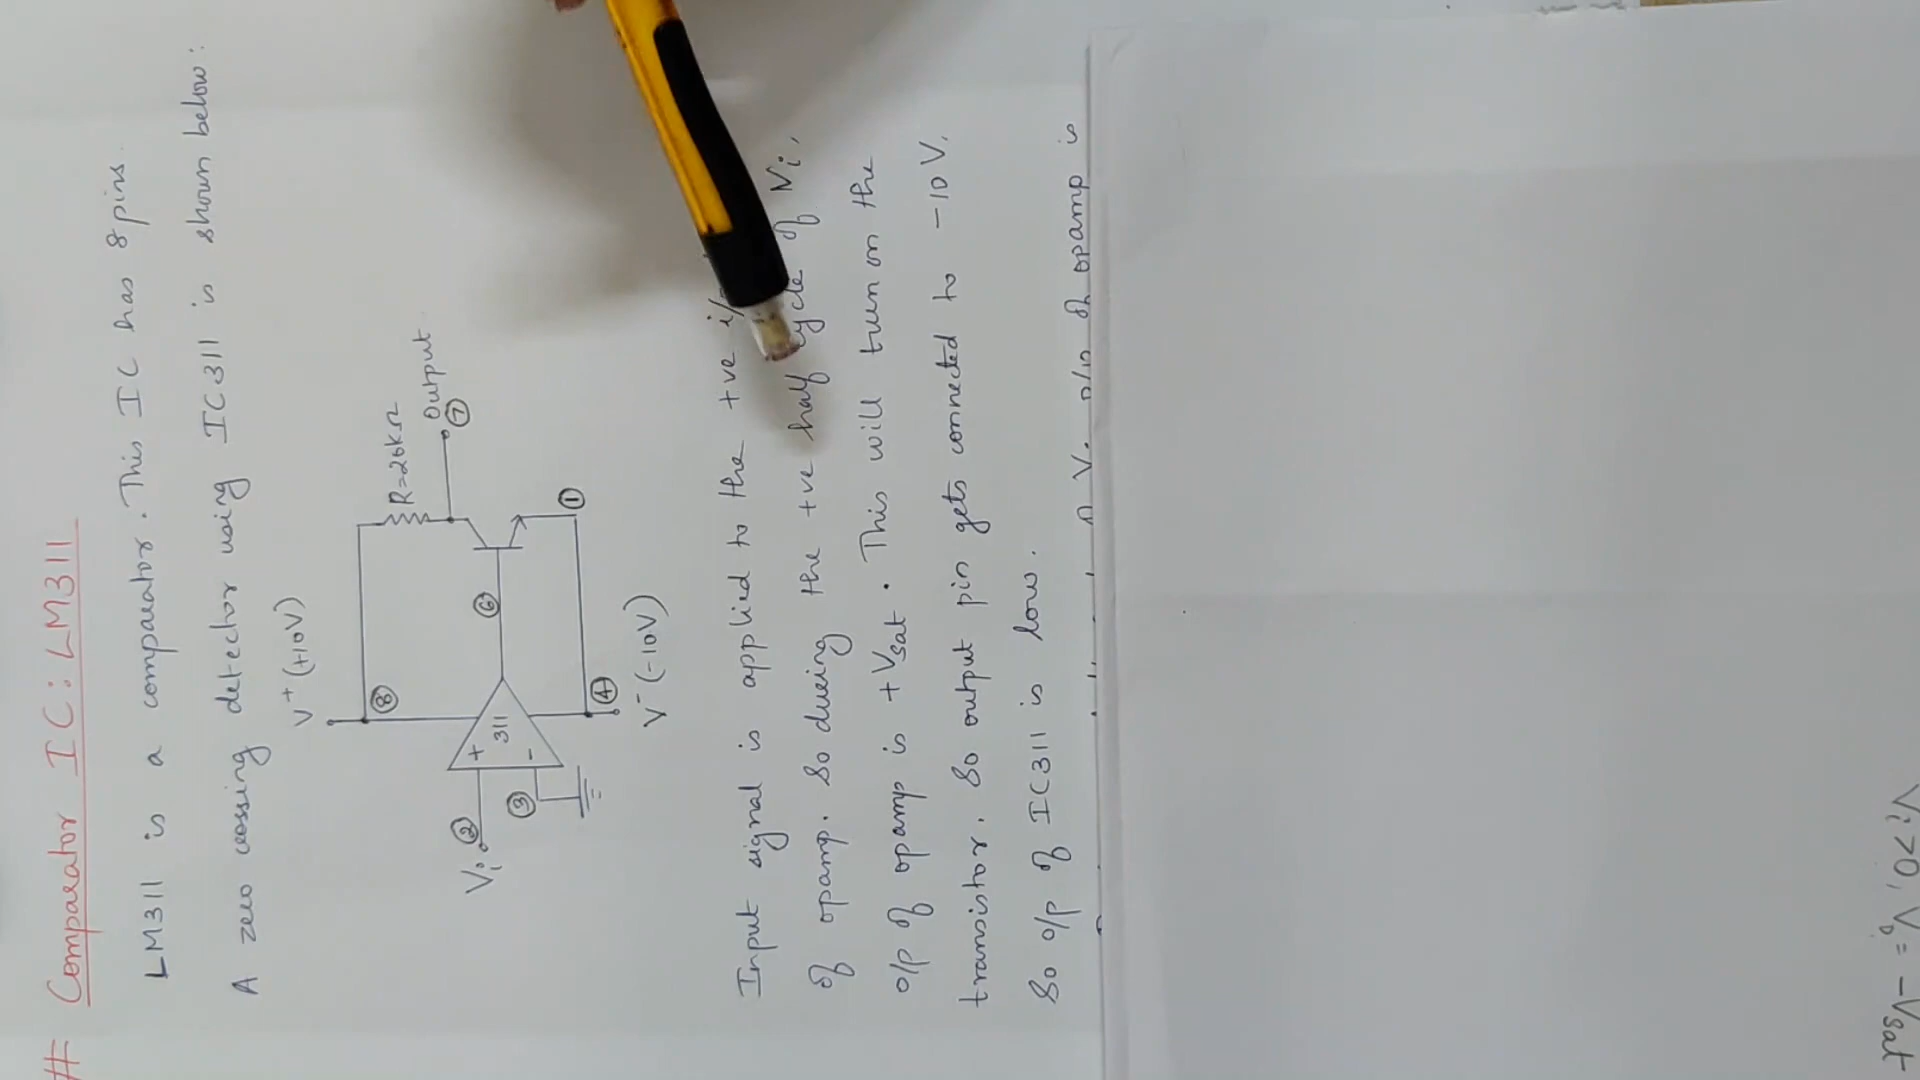 # Comparator IC: LM311
LM311 is a comparator. This IC has 8 pins.
A zero crossing detector using IC311 is shown below:
V⁺ (+10V)
⑧
R=20kΩ
Output
⑦
+
311
-
⑥
①
Vi
②
③
④
V⁻ (-10V)
Input signal is applied to the +ve
of opamp. So during the +ve half cycle of Vi,
o/p of opamp is +Vsat. This will turn on the
transistor. So output pin gets connected to -10V.
So o/p of IC311 is low.
o/p of opamp is
Vi>0, Vo = -Vsat